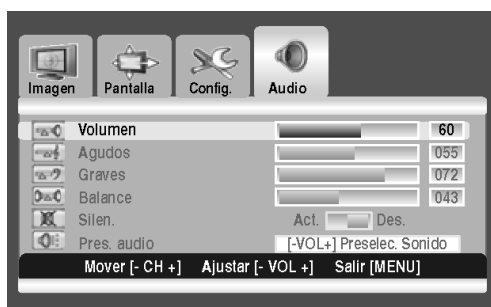 Imagen Pantalla Config. Audio
Volumen 60
Agudos 055
Graves 072
Balance 043
Silen. Act. Des.
Pres. audio [-VOL+] Preselec. Sonido
Mover [- CH +] Ajustar [- VOL +] Salir [MENU]